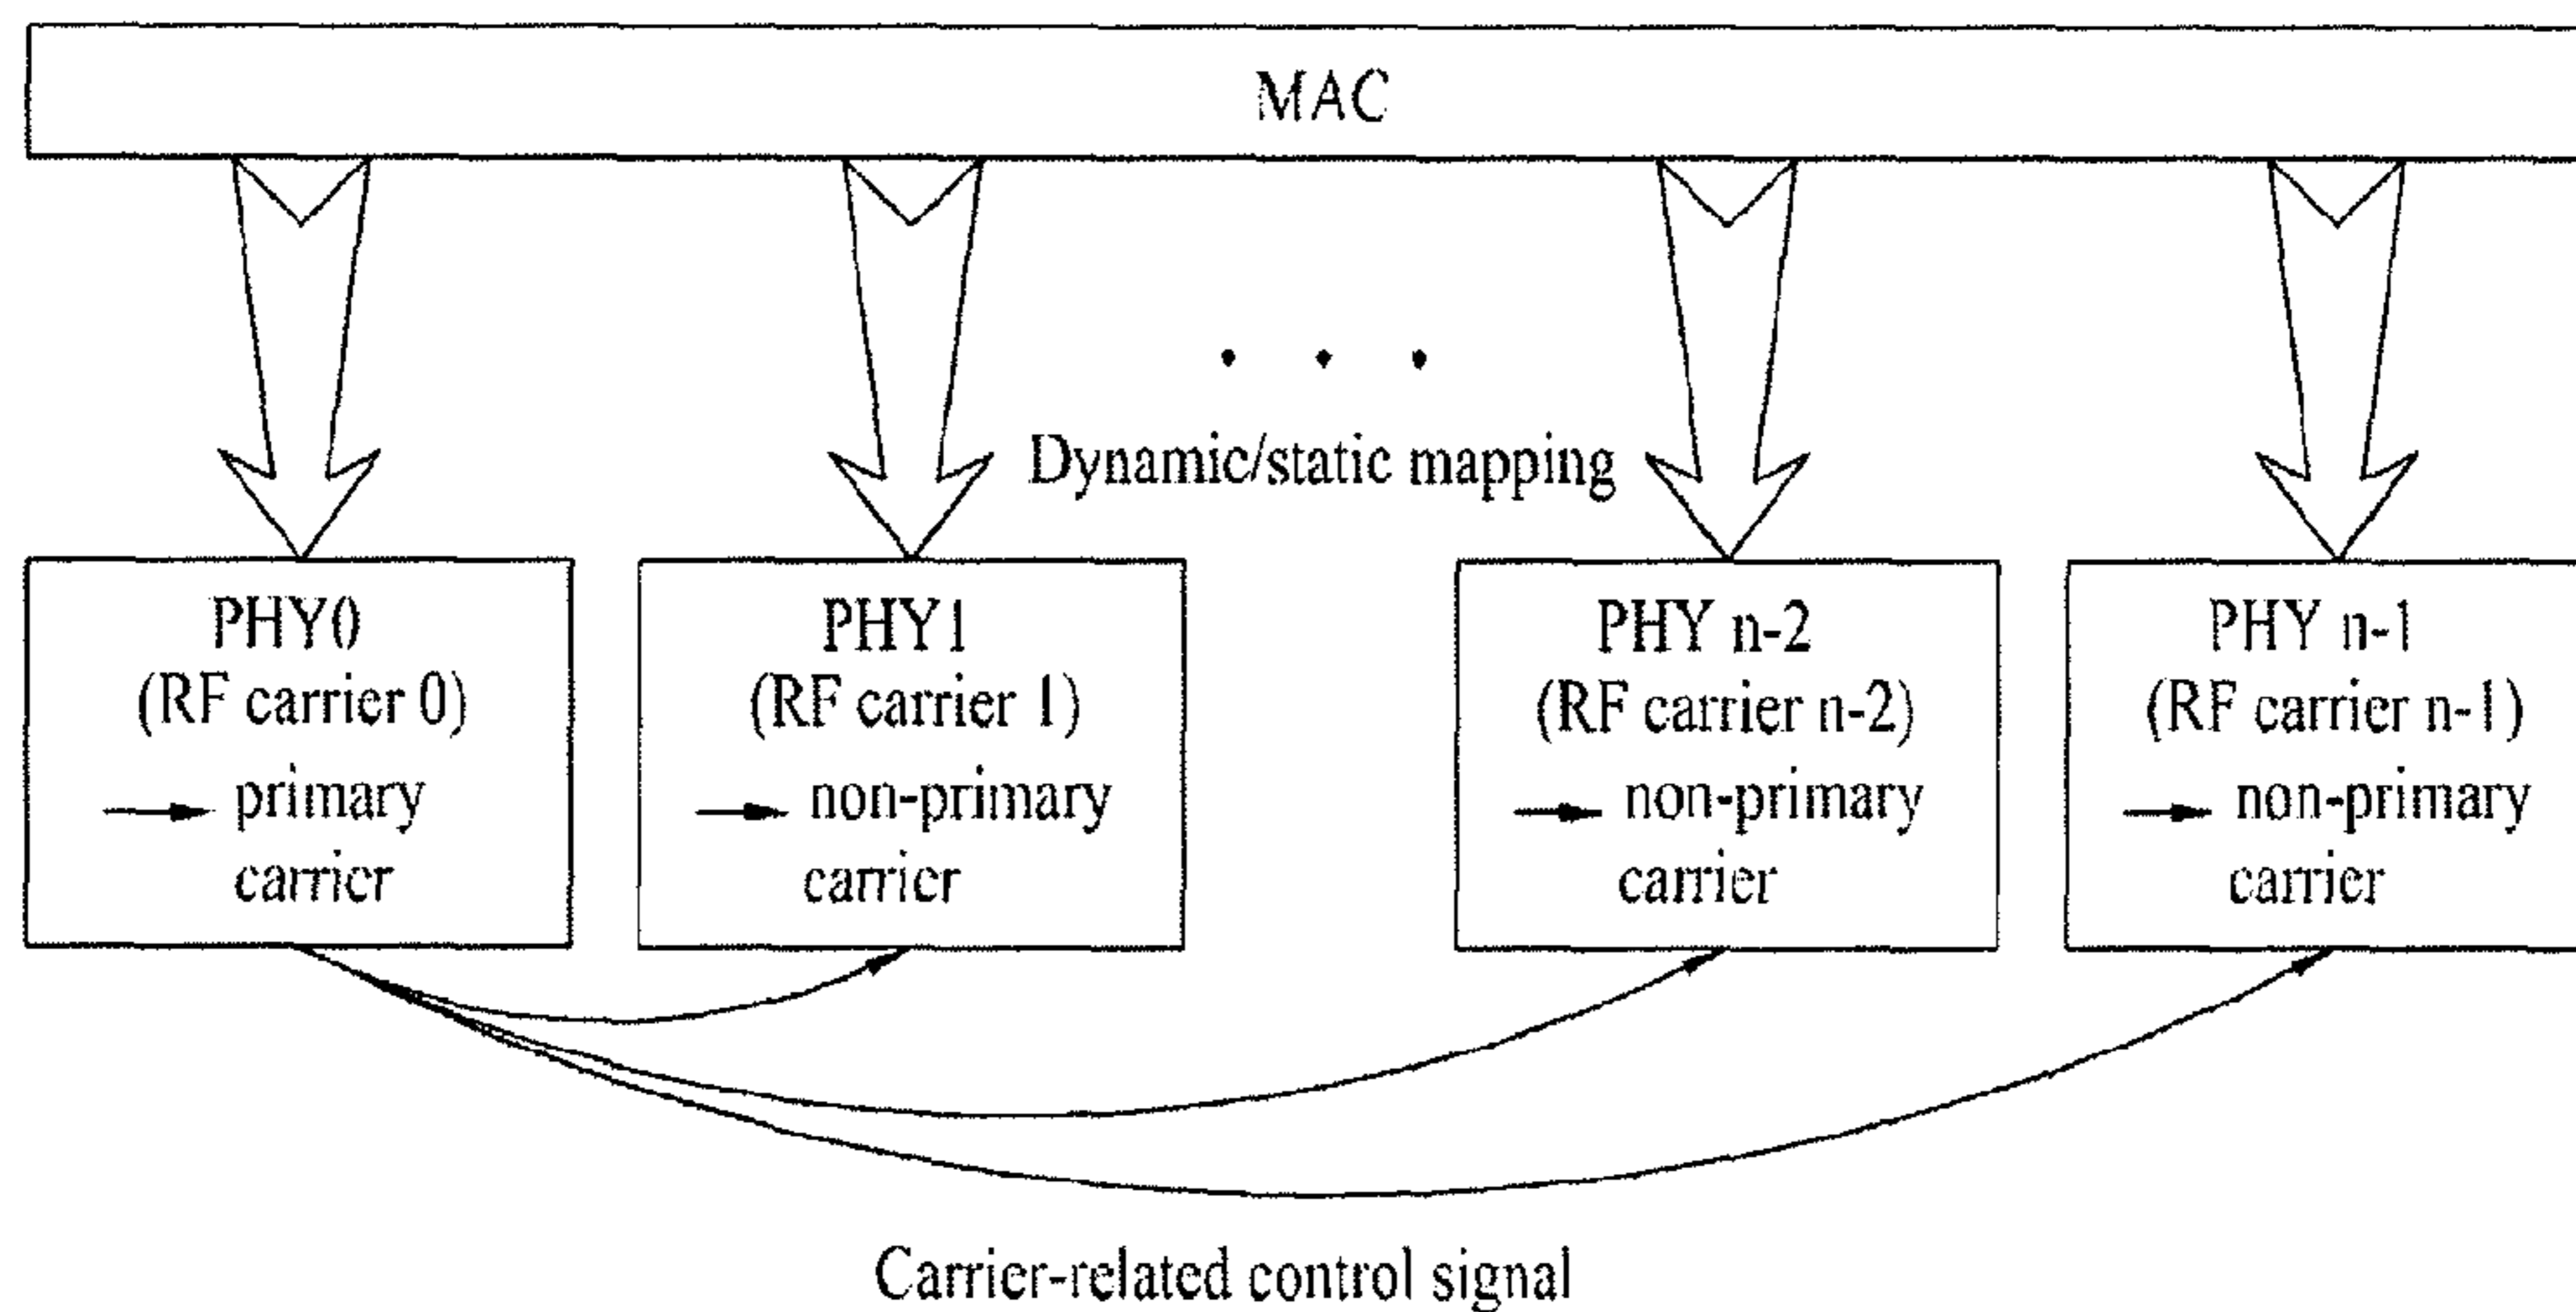 MAC
. . .
Dynamic/static mapping
PHY0
(RF carrier 0)
primary
carrier
PHY1
(RF carrier 1)
non-primary
carrier
PHY n-2
(RF carrier n-2)
non-primary
carrier
PHY n-1
(RF carrier n-1)
non-primary
carrier
Carrier-related control signal